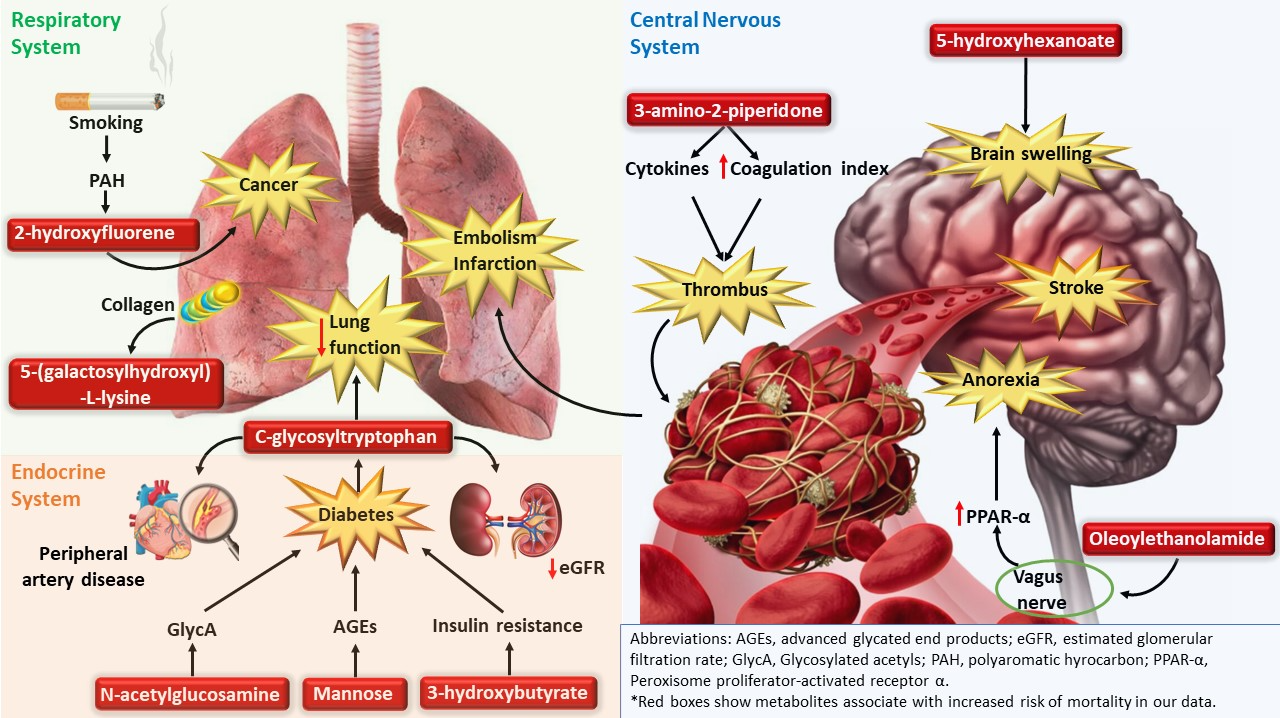 Respiratory
System
Smoking
PAH
2-hydroxyfluorene
Cancer
Embolism
Infarction
Collagen
Lung
function
5-(galactosylhydroxyl)
-L-lysine
C-glycosyltryptophan
Endocrine
System
Diabetes
Peripheral
artery disease
eGFR
GlycA
AGEs
Insulin resistance
N-acetylglucosamine
Mannose
3-hydroxybutyrate
Central Nervous
System
5-hydroxyhexanoate
3-amino-2-piperidone
Brain swelling
Cytokines
Coagulation index
Thrombus
Stroke
Anorexia
PPAR-α
Oleoylethanolamide
Vagus
nerve
Abbreviations: AGEs, advanced glycated end products; eGFR, estimated glomerular
filtration rate; GlycA, Glycosylated acetyls; PAH, polyaromatic hyrocarbon; PPAR-α,
Peroxisome proliferator-activated receptor α.
*Red boxes show metabolites associate with increased risk of mortality in our data.